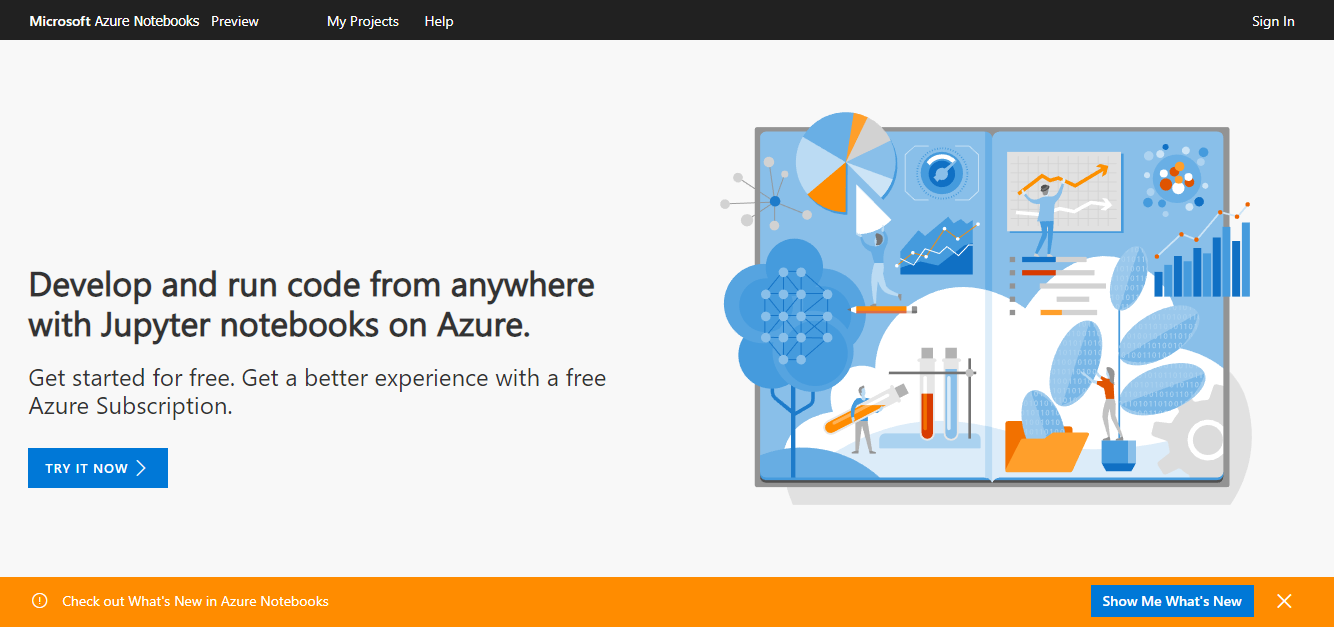 Microsoft Azure Notebooks Preview My Projects Help Sign In
Develop and run code from anywhere
with Jupyter notebooks on Azure.
Get started for free. Get a better experience with a free
Azure Subscription.
TRY IT NOW
Check out What's New in Azure Notebooks Show Me What's New